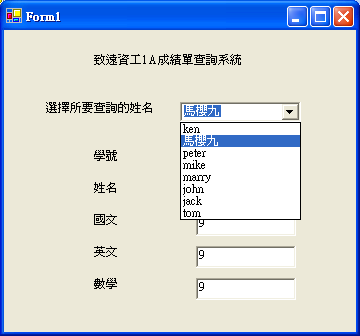 Form1
致遠資工1A成績單查詢系統
選擇所要查詢的姓名 馬櫻九
ken
馬櫻九
peter
mike
marry
john
jack
tom
學號
姓名
國文 9
英文 9
數學 9